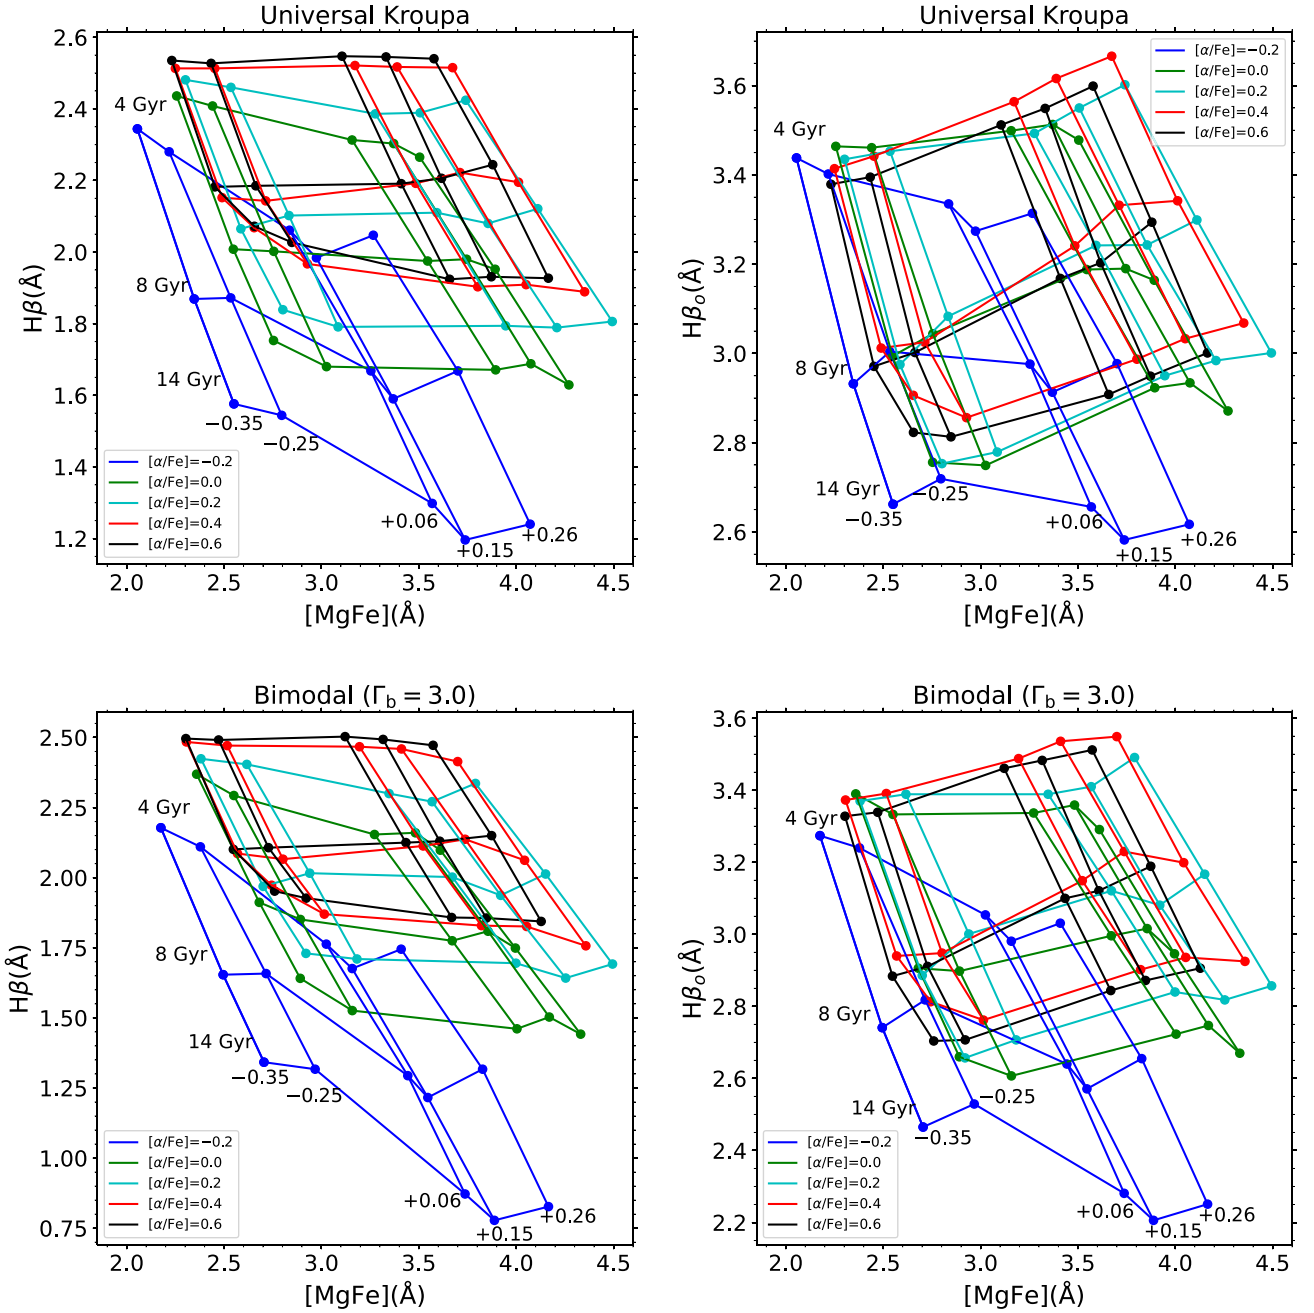 Universal Kroupa
2.6
2.4
2.2
2.0
1.8
1.6
1.4
1.2
Hβ(Å)
4 Gyr
8 Gyr
14 Gyr
−0.35
−0.25
+0.06
+0.15
+0.26
[α/Fe]=−0.2
[α/Fe]=0.0
[α/Fe]=0.2
[α/Fe]=0.4
[α/Fe]=0.6
2.0 2.5 3.0 3.5 4.0 4.5
[MgFe](Å)
Universal Kroupa
3.6
3.4
3.2
3.0
2.8
2.6
Hβₒ(Å)
[α/Fe]=−0.2
[α/Fe]=0.0
[α/Fe]=0.2
[α/Fe]=0.4
[α/Fe]=0.6
4 Gyr
8 Gyr
14 Gyr
−0.35
−0.25
+0.06
+0.15
+0.26
2.0 2.5 3.0 3.5 4.0 4.5
[MgFe](Å)
Bimodal (Γb = 3.0)
2.50
2.25
2.00
1.75
1.50
1.25
1.00
0.75
Hβ(Å)
4 Gyr
8 Gyr
14 Gyr
−0.35
−0.25
+0.06
+0.15
+0.26
[α/Fe]=−0.2
[α/Fe]=0.0
[α/Fe]=0.2
[α/Fe]=0.4
[α/Fe]=0.6
2.0 2.5 3.0 3.5 4.0 4.5
[MgFe](Å)
Bimodal (Γb = 3.0)
3.6
3.4
3.2
3.0
2.8
2.6
2.4
2.2
Hβₒ(Å)
4 Gyr
8 Gyr
14 Gyr
−0.35
−0.25
+0.06
+0.15
+0.26
[α/Fe]=−0.2
[α/Fe]=0.0
[α/Fe]=0.2
[α/Fe]=0.4
[α/Fe]=0.6
2.0 2.5 3.0 3.5 4.0 4.5
[MgFe](Å)